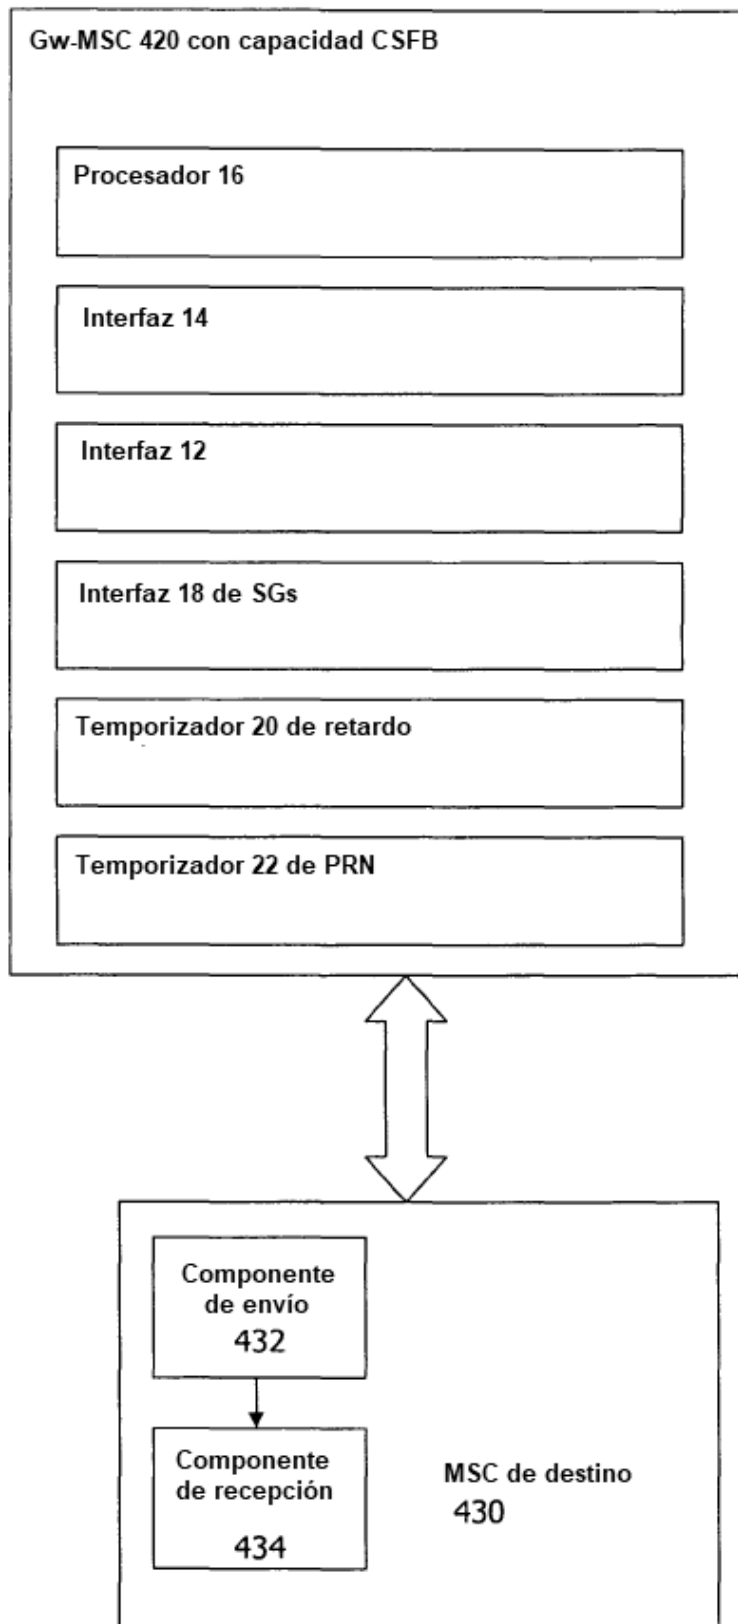 Gw-MSC 420 con capacidad CSFB
Procesador 16
Interfaz 14
Interfaz 12
Interfaz 18 de SGs
Temporizador 20 de retardo
Temporizador 22 de PRN
Componente
de envío
432
Componente
de recepción
434
MSC de destino
430